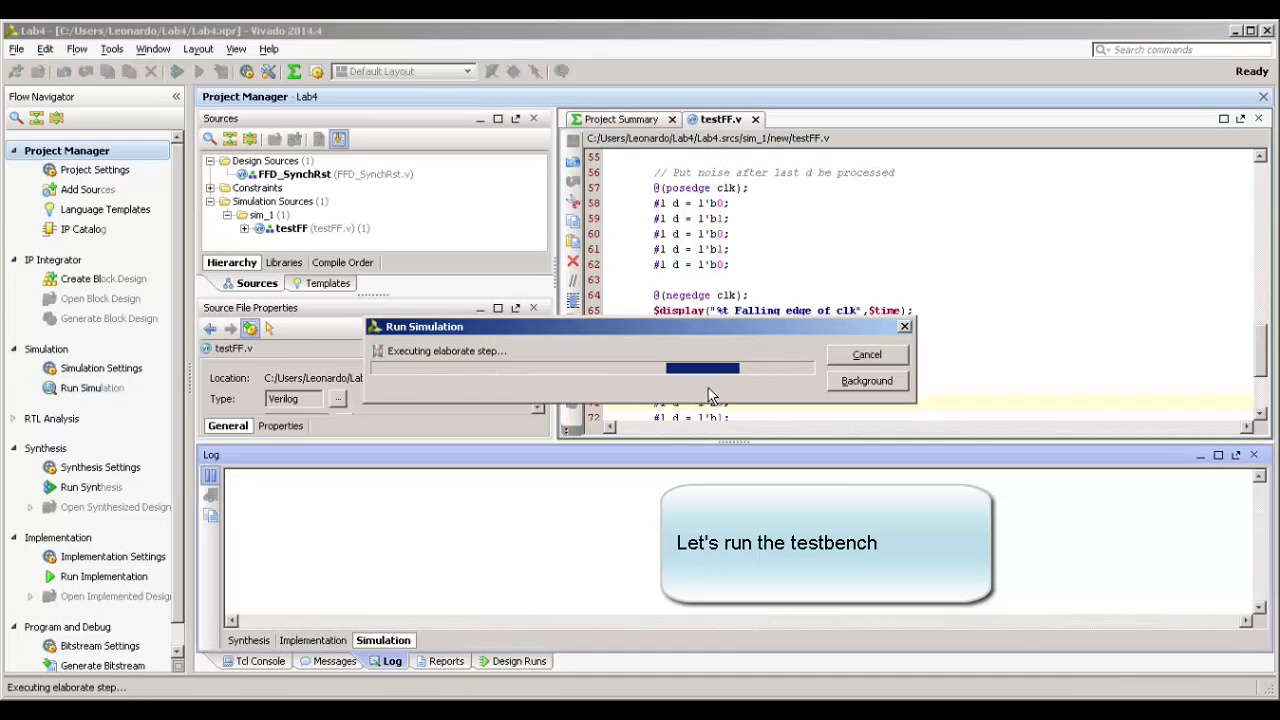 Lab4 - [C:/Users/Leonardo/Lab4/Lab4.xpr] - Vivado 2014.4
File Edit Flow Tools Window Layout View Help
Search commands
Default Layout
Ready
Flow Navigator
Project Manager - Lab4
Project Manager
Project Settings
Add Sources
Language Templates
IP Catalog
IP Integrator
Create Block Design
Open Block Design
Generate Block Design
Simulation
Simulation Settings
Run Simulation
RTL Analysis
Synthesis
Synthesis Settings
Run Synthesis
Open Synthesized Design
Implementation
Implementation Settings
Run Implementation
Open Implemented Desig
Program and Debug
Bitstream Settings
Generate Bitstream
Sources
Design Sources (1)
FFD_SynchRst (FFD_SynchRst.v)
Constraints
Simulation Sources (1)
sim_1 (1)
testFF (testFF.v) (1)
Hierarchy Libraries Compile Order
Sources Templates
Source File Properties
testFF.v
Location: C:/Users/Leonardo/Lab
Type: Verilog ...
General Properties
Project Summary testFF.v
C:/Users/Leonardo/Lab4/Lab4.srcs/sim_1/new/testFF.v
55
56 // Put noise after last d be processed
57 @(posedge clk);
58 #1 d = 1'b0;
59 #1 d = 1'b1;
60 #1 d = 1'b0;
61 #1 d = 1'b1;
62 #1 d = 1'b0;
63
64 @(negedge clk);
65 $display("%t Falling edge of clk",$time);
72 #1 d = 1'b1;
Run Simulation
Executing elaborate step...
Cancel
Background
Log
Let's run the testbench
Synthesis Implementation Simulation
Tcl Console Messages Log Reports Design Runs
Executing elaborate step...